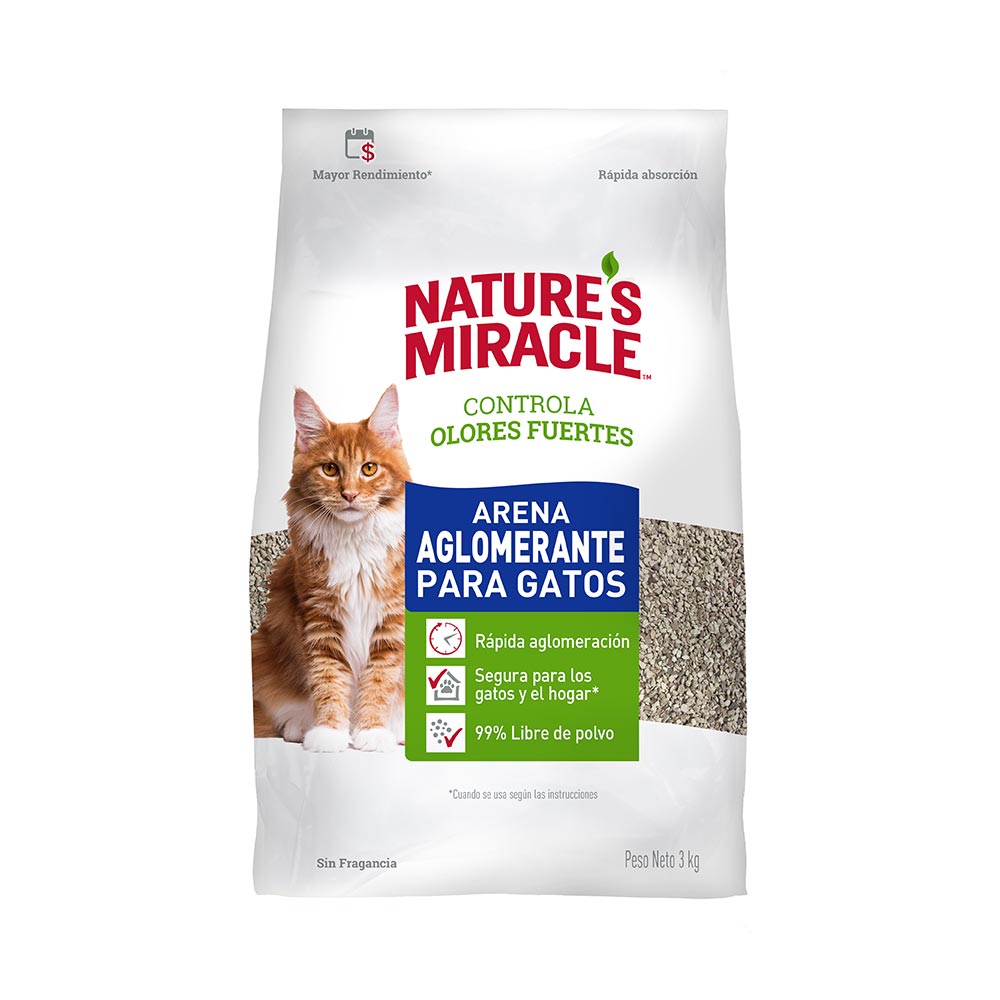 $
Mayor Rendimiento*
Rápida absorción
NATURE'S
MIRACLE™
CONTROLA
OLORES FUERTES
ARENA
AGLOMERANTE
PARA GATOS
Rápida aglomeración
Segura para los
gatos y el hogar*
99% Libre de polvo
*Cuando se usa según las instrucciones
Sin Fragancia
Peso Neto 3 kg